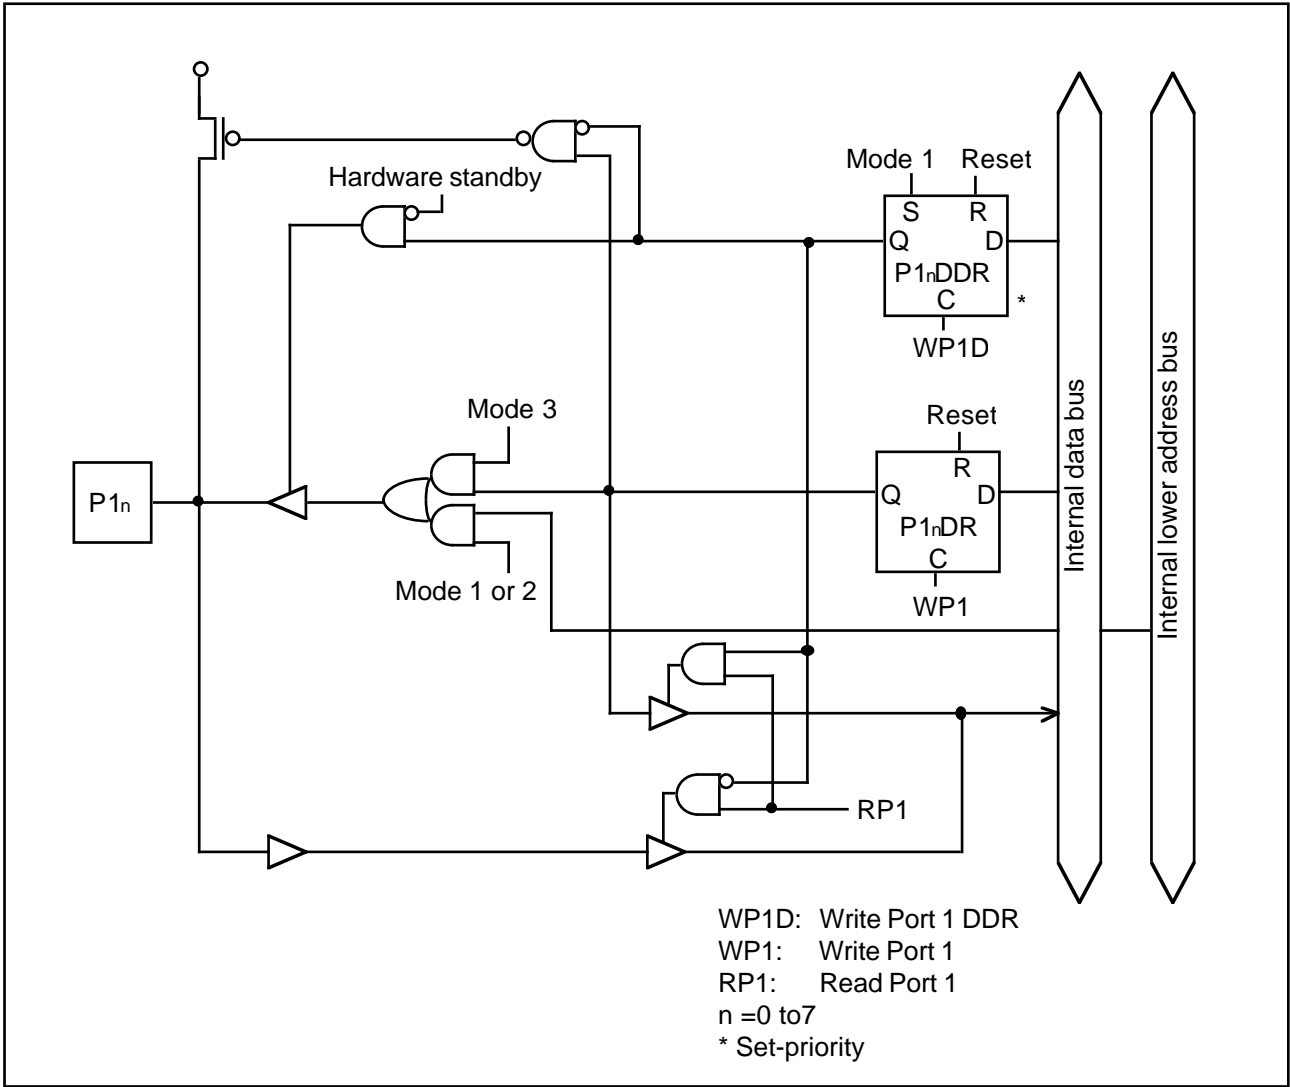 Hardware standby
Mode 1 Reset
S R
Q D
P1nDDR
C *
WP1D
Mode 3
Reset
R
P1n
Q D
P1nDR
C
Mode 1 or 2
WP1
Internal data bus
Internal lower address bus
RP1
WP1D: Write Port 1 DDR
WP1: Write Port 1
RP1: Read Port 1
n =0 to7
* Set-priority